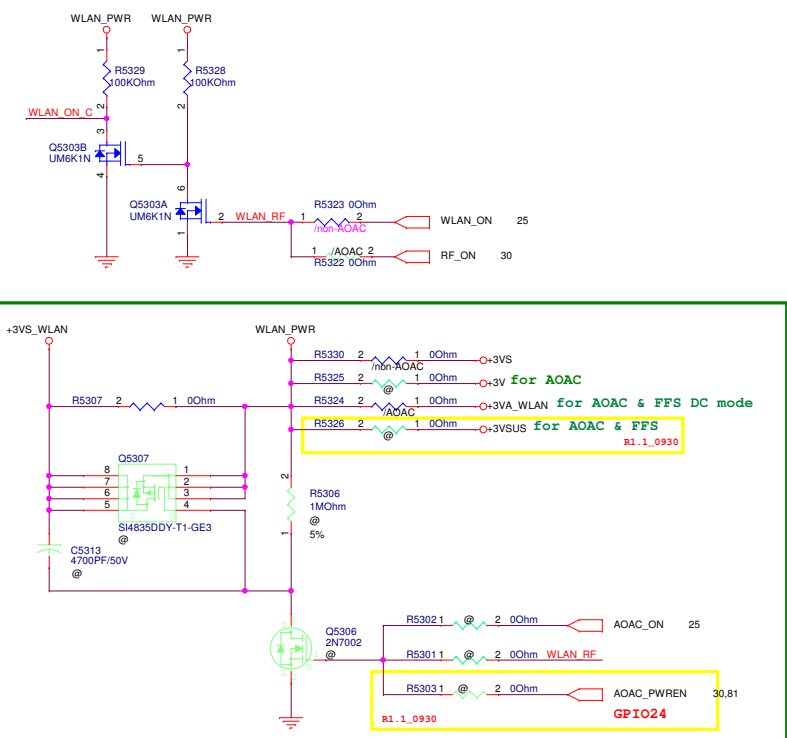 WLAN_PWR WLAN_PWR
1 1
R5329 R5328
100KOhm 100KOhm
2 2
WLAN_ON_C
3
Q5303B
UM6K1N
5
4
6
Q5303A
UM6K1N
2 WLAN_RF
1
R5323 0Ohm
1 2
/non-AOAC
WLAN_ON 25
1 /AOAC 2
R5322 0Ohm
RF_ON 30
+3VS_WLAN WLAN_PWR
R5330 2 1 0Ohm +3VS
/non-AOAC
R5325 2 1 0Ohm +3V for AOAC
@
R5307 2 1 0Ohm
R5324 2 1 0Ohm +3VA_WLAN for AOAC & FFS DC mode
/AOAC
R5326 2 1 0Ohm +3VSUS for AOAC & FFS
@
R1.1_0930
Q5307
8 1
7 2
6 3
5 4
SI4835DDY-T1-GE3
@
2
R5306
1MOhm
@
5%
1
C5313
4700PF/50V
@
Q5306
2N7002
@
R5302 1 @ 2 0Ohm AOAC_ON 25
R5301 1 @ 2 0Ohm WLAN_RF
R5303 1 @ 2 0Ohm AOAC_PWREN 30,81
GPIO24
R1.1_0930